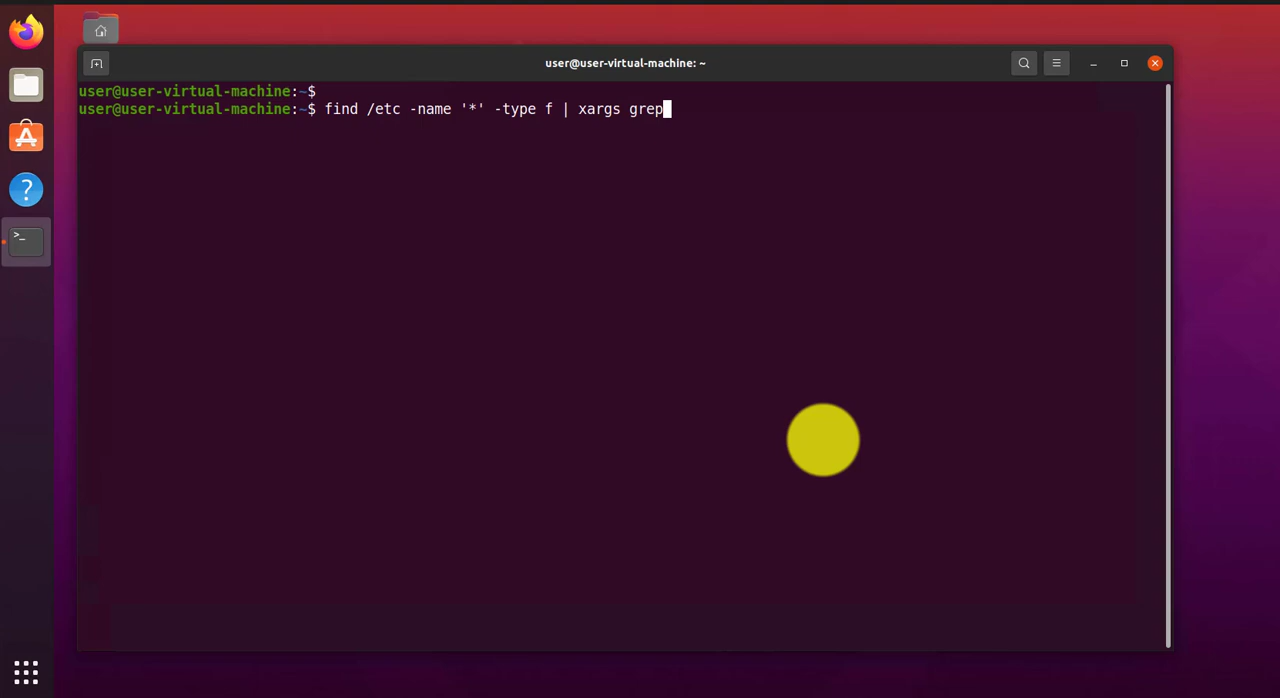 user@user-virtual-machine: ~
user@user-virtual-machine:~$
user@user-virtual-machine:~$ find /etc -name '*' -type f | xargs grep